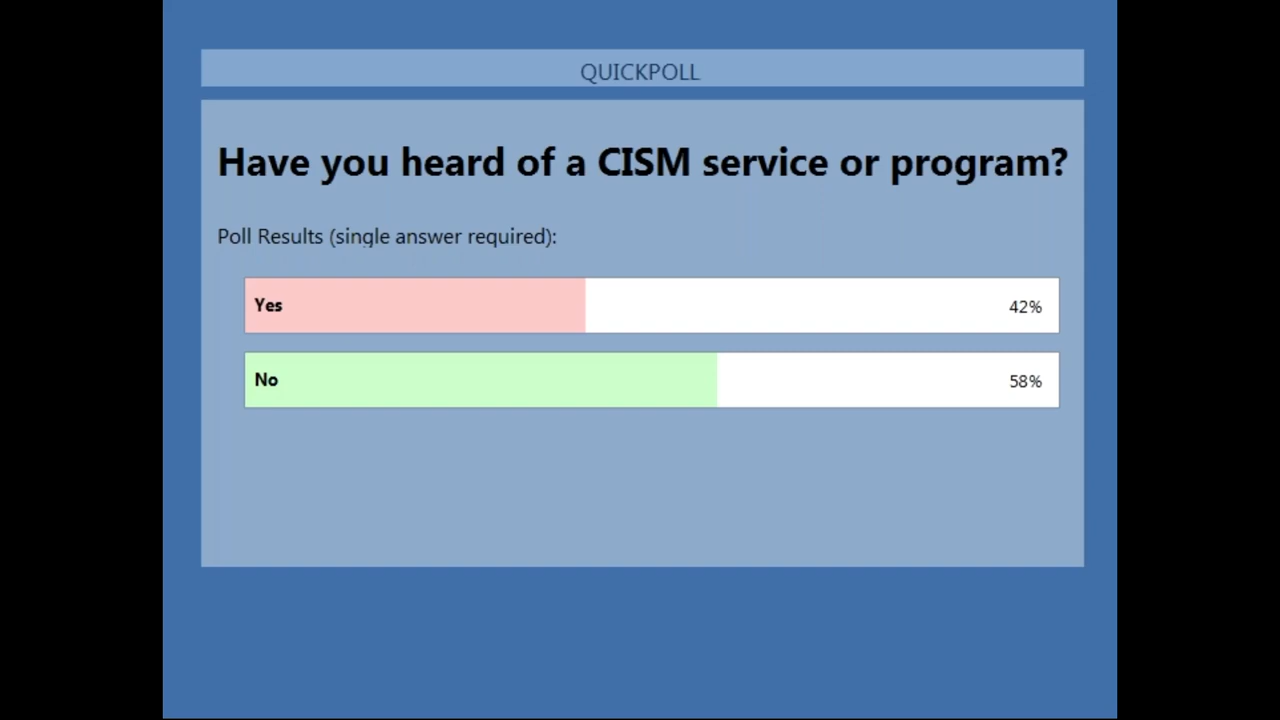 QUICKPOLL
Have you heard of a CISM service or program?
Poll Results (single answer required):
Yes 42%
No 58%